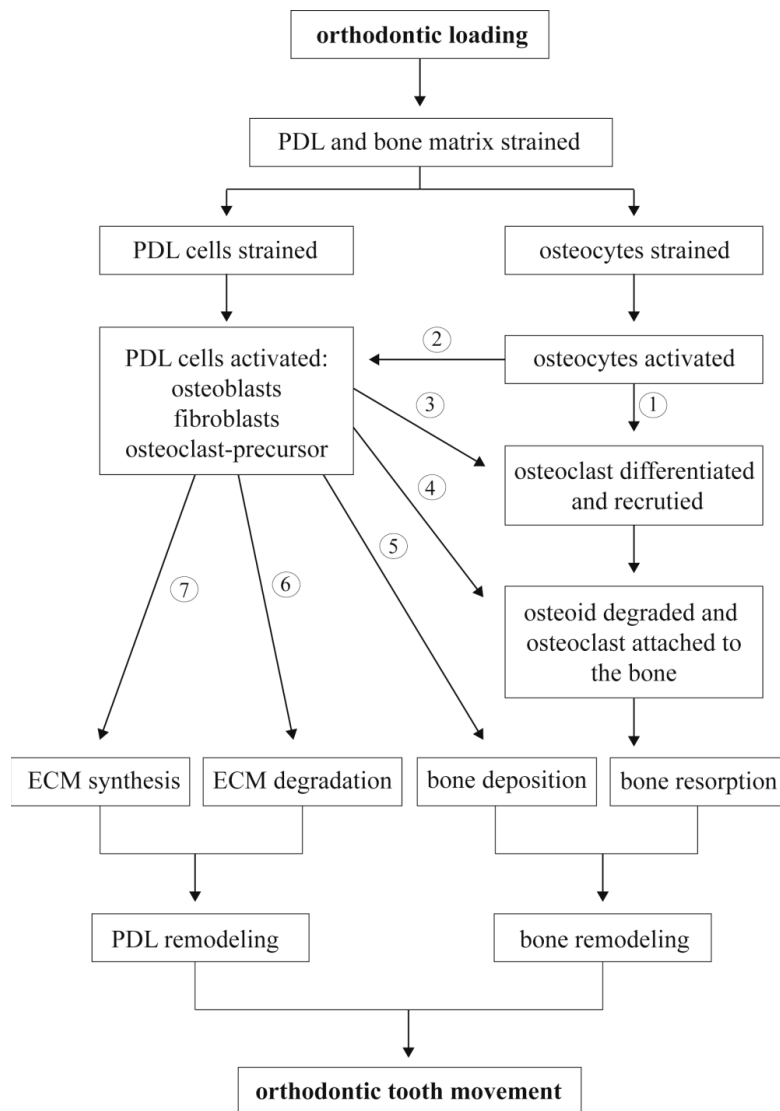 orthodontic loading
PDL and bone matrix strained
PDL cells strained
osteocytes strained
PDL cells activated:
osteoblasts
fibroblasts
osteoclast-precursor
2
osteocytes activated
1
3
osteoclast differentiated
and recrutied
4
5
6
7
osteoid degraded and
osteoclast attached to
the bone
ECM synthesis
ECM degradation
bone deposition
bone resorption
PDL remodeling
bone remodeling
orthodontic tooth movement